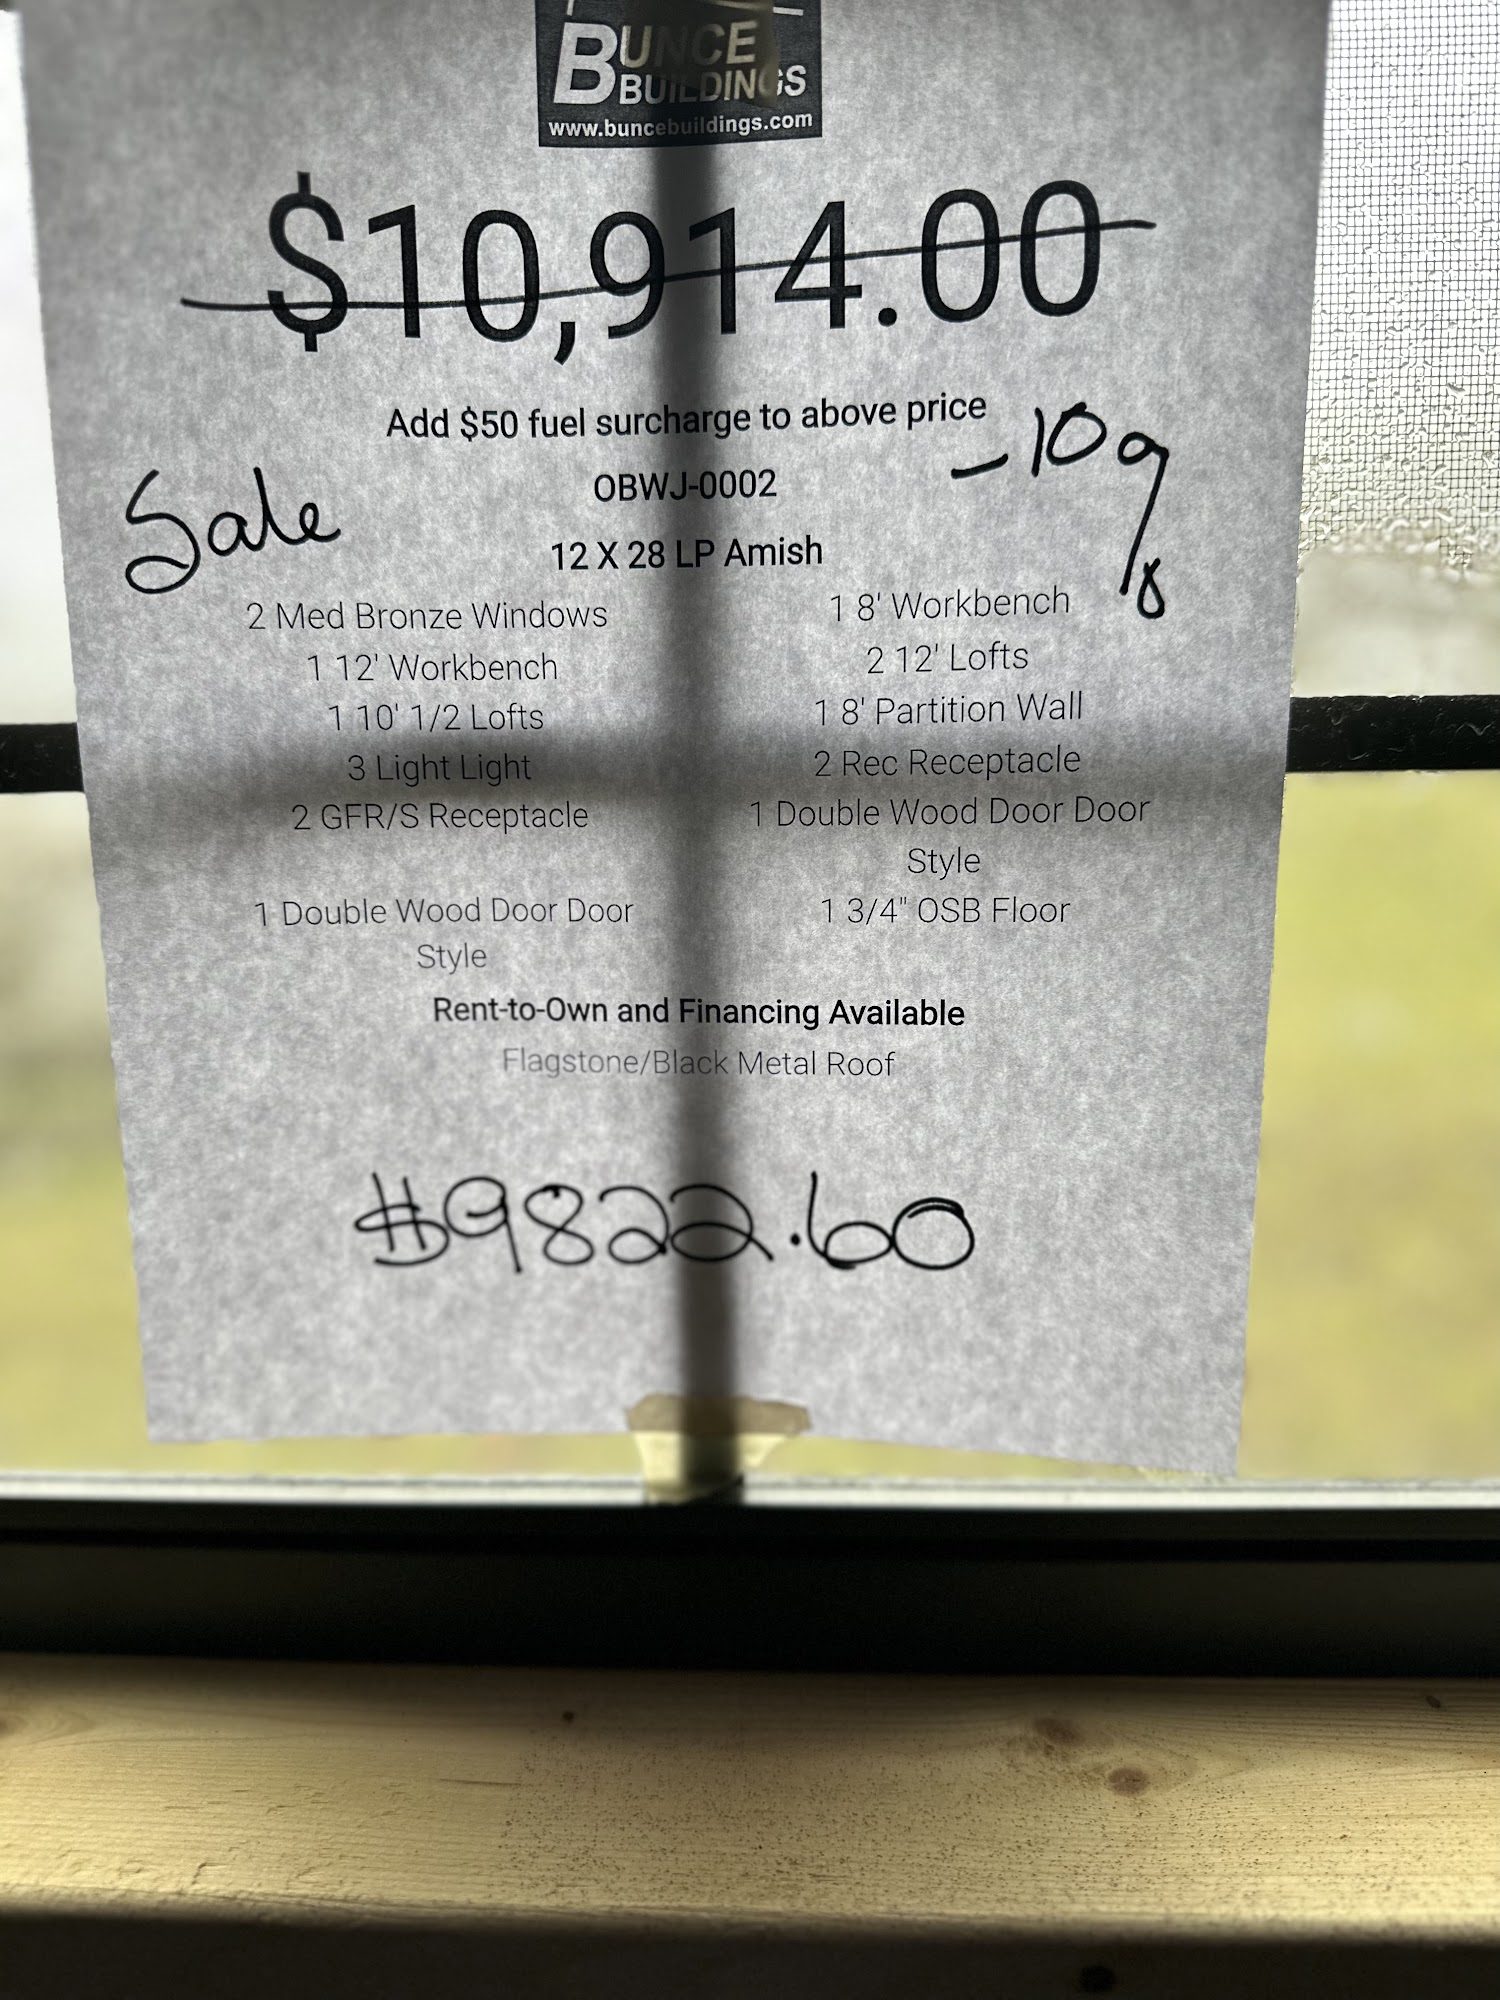 BUNCE
BUILDINGS
www.buncebuildings.com
$10,914.00
Add $50 fuel surcharge to above price
Sale
OBWJ-0002
-10%
12 X 28 LP Amish
2 Med Bronze Windows
1 8' Workbench
1 12' Workbench
2 12' Lofts
1 10' 1/2 Lofts
1 8' Partition Wall
3 Light Light
2 Rec Receptacle
2 GFR/S Receptacle
1 Double Wood Door Door
Style
1 Double Wood Door Door
Style
1 3/4" OSB Floor
Rent-to-Own and Financing Available
Flagstone/Black Metal Roof
$9822.60